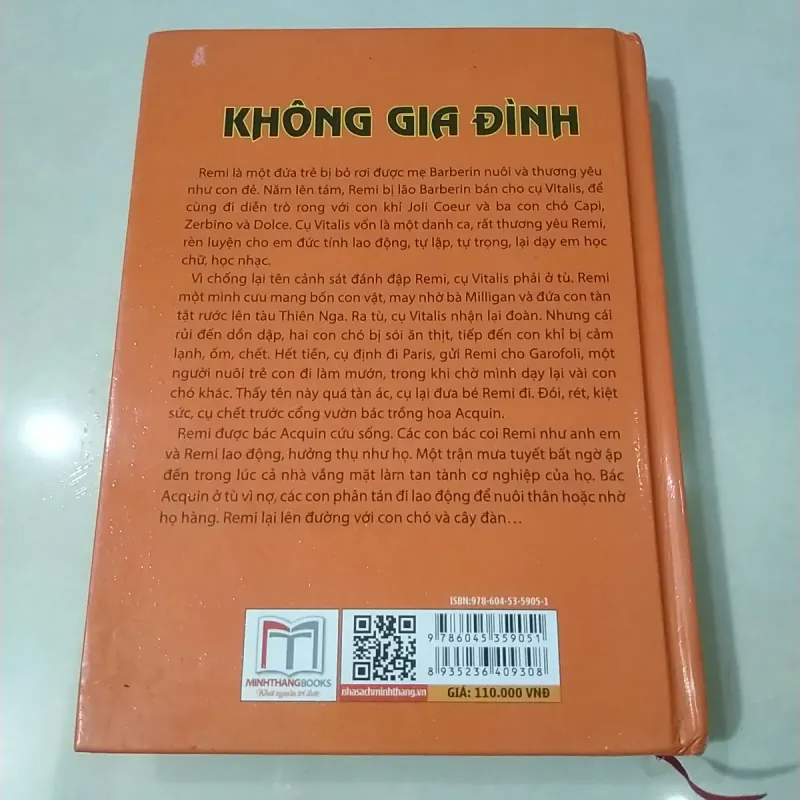 KHÔNG GIA ĐÌNH
Remi là một đứa trẻ bị bỏ rơi được mẹ Barberin nuôi và thương yêu
như con đẻ. Năm lên tám, Remi bị lão Barberin bán cho cụ Vitalis, để
cùng đi diễn trò rong với con khỉ Joli Coeur và ba con chó Capi,
Zerbino và Dolce. Cụ Vitalis vốn là một danh ca, rất thương yêu Remi,
rèn luyện cho em đức tính lao động, tự lập, tự trọng, lại dạy em học
chữ, học nhạc.
Vì chống lại tên cảnh sát đánh đập Remi, cụ Vitalis phải ở tù. Remi
một mình cưu mang bốn con vật, may nhờ bà Milligan và đứa con tàn
tật rước lên tàu Thiên Nga. Ra tù, cụ Vitalis nhận lại đoàn. Nhưng cái
rủi đến dồn dập, hai con chó bị sói ăn thịt, tiếp đến con khỉ bị cảm
lạnh, ốm, chết. Hết tiền, cụ định đi Paris, gửi Remi cho Garofoli, một
người nuôi trẻ con đi làm mướn, trong khi chờ mình dạy lại vài con
chó khác. Thấy tên này quá tàn ác, cụ lại đưa bé Remi đi. Đói, rét, kiệt
sức, cụ chết trước cổng vườn bác trồng hoa Acquin.
Remi được bác Acquin cứu sống. Các con bác coi Remi như anh em
và Remi lao động, hưởng thụ như họ. Một trận mưa tuyết bất ngờ ập
đến trong lúc cả nhà vắng mặt làm tan tành cơ nghiệp của họ. Bác
Acquin ở tù vì nợ, các con phân tán đi lao động để nuôi thân hoặc nhờ
họ hàng. Remi lại lên đường với con chó và cây đàn...
ISBN:978-604-53-5905-1
9 786045 359051
8 935236 409308
MINHTHANGBOOKS
Khơi nguồn tri thức
nhasachminhthang.vn
GIÁ: 110.000 VNĐ